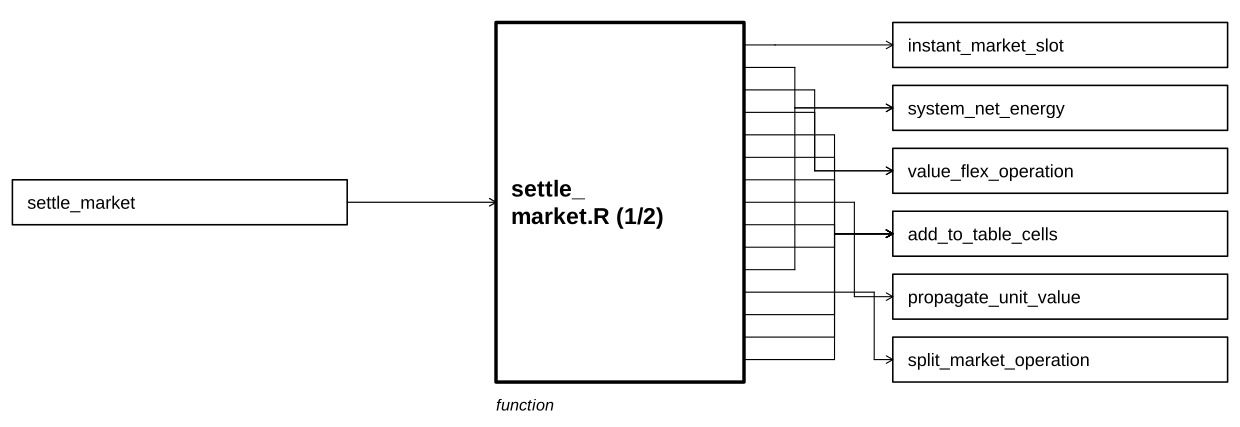 settle_market
settle_
market.R (1/2)
function
instant_market_slot
system_net_energy
value_flex_operation
add_to_table_cells
propagate_unit_value
split_market_operation